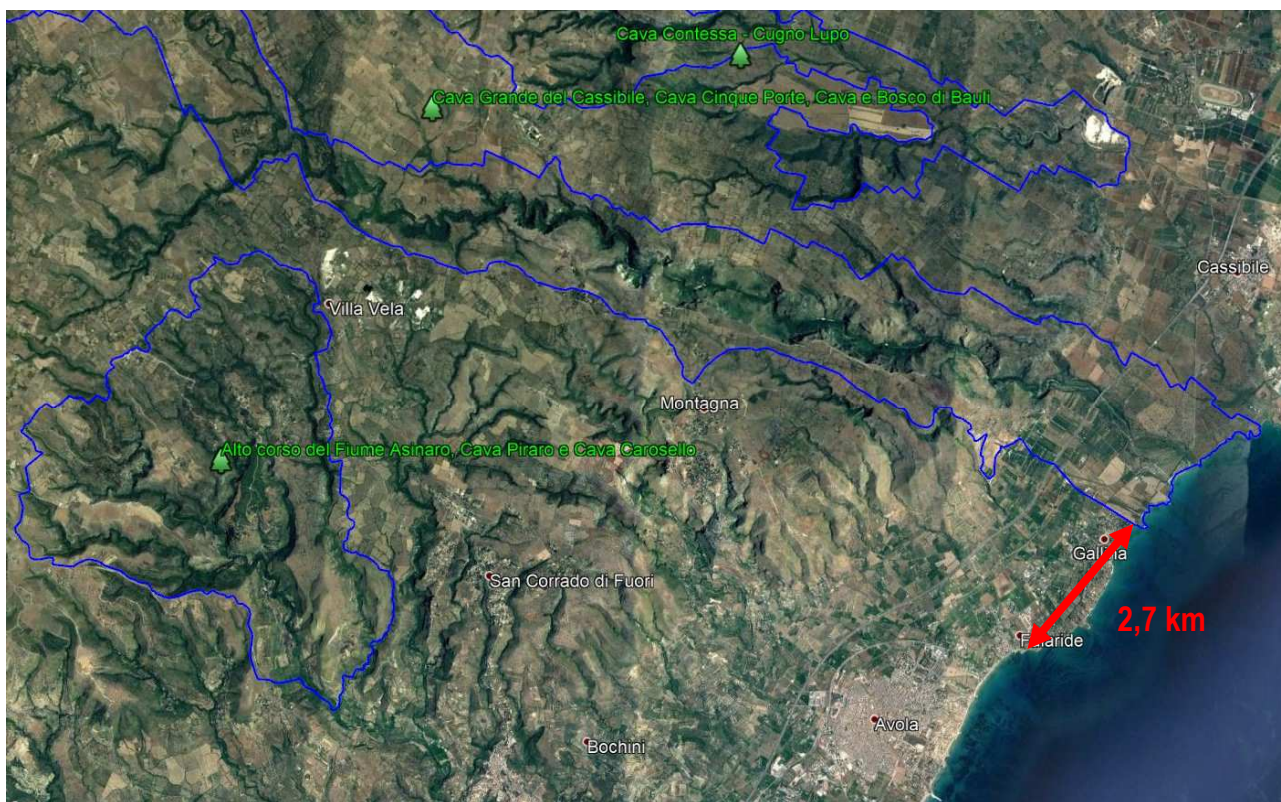 Cava Contessa - Cugno Lupo
Cava Grande del Cassibile, Cava Cinque Porte, Cava e Bosco di Bauli
Cassibile
Villa Vela
Montagna
Alto corso del Fiume Asinaro, Cava Piraro e Cava Carosello
Gallina
San Corrado di Fuori
2,7 km
Falaride
Avola
Bochini